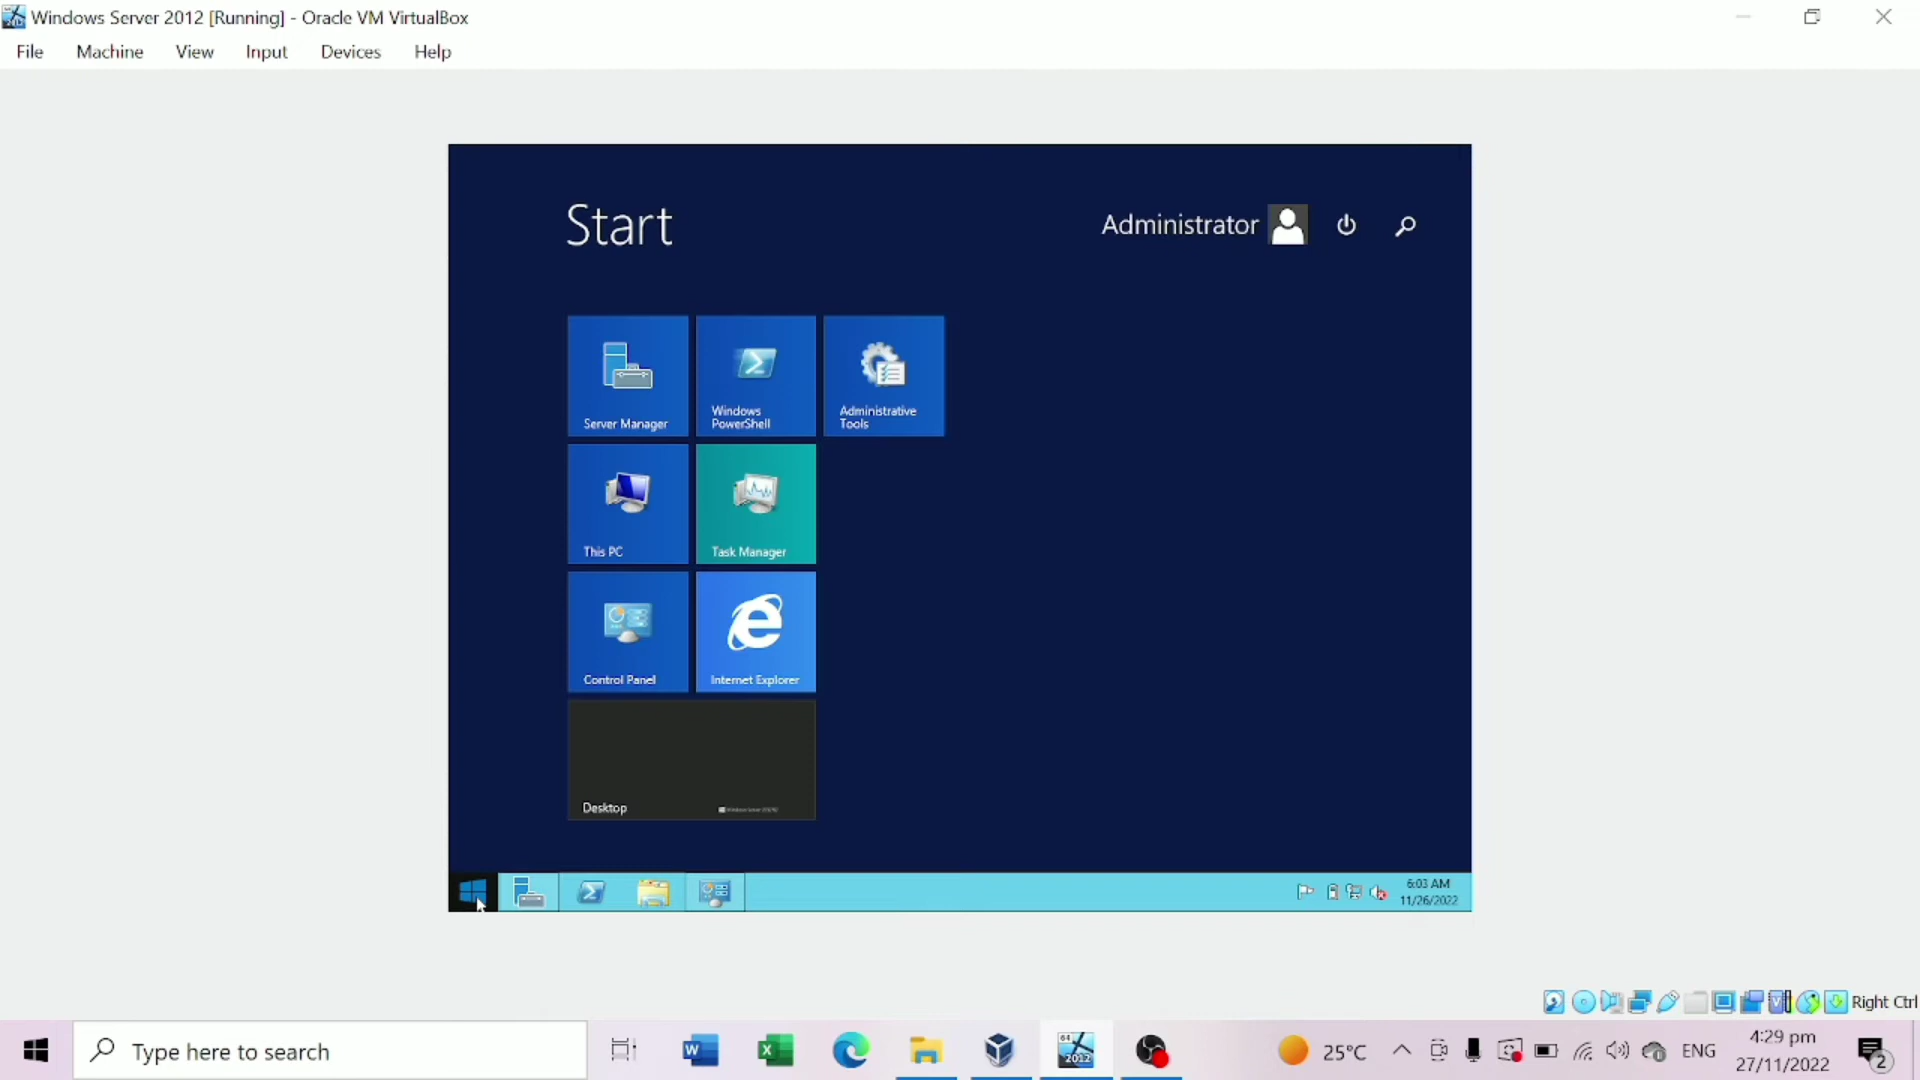 Windows Server 2012 [Running] - Oracle VM VirtualBox
File Machine View Input Devices Help
Start
Administrator
Server Manager
Windows
PowerShell
Administrative
Tools
This PC
Task Manager
Control Panel
Internet Explorer
Desktop
6:03 AM
11/26/2022
Right Ctrl
Type here to search
25°C
ENG
4:29 pm
27/11/2022
2
64
2012